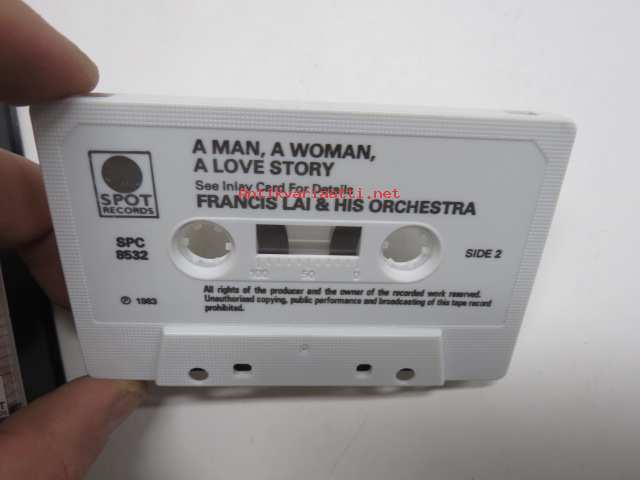 A MAN, A WOMAN,
A LOVE STORY
See Inlay Card For Details
Antikvariaatti.net
FRANCIS LAI & HIS ORCHESTRA
SPOT
RECORDS
SPC
8532
SIDE 2
100 50 0
All rights of the producer and the owner of the recorded work reserved.
Unauthorised copying, public performance and broadcasting of this tape record
prohibited.
℗ 1983